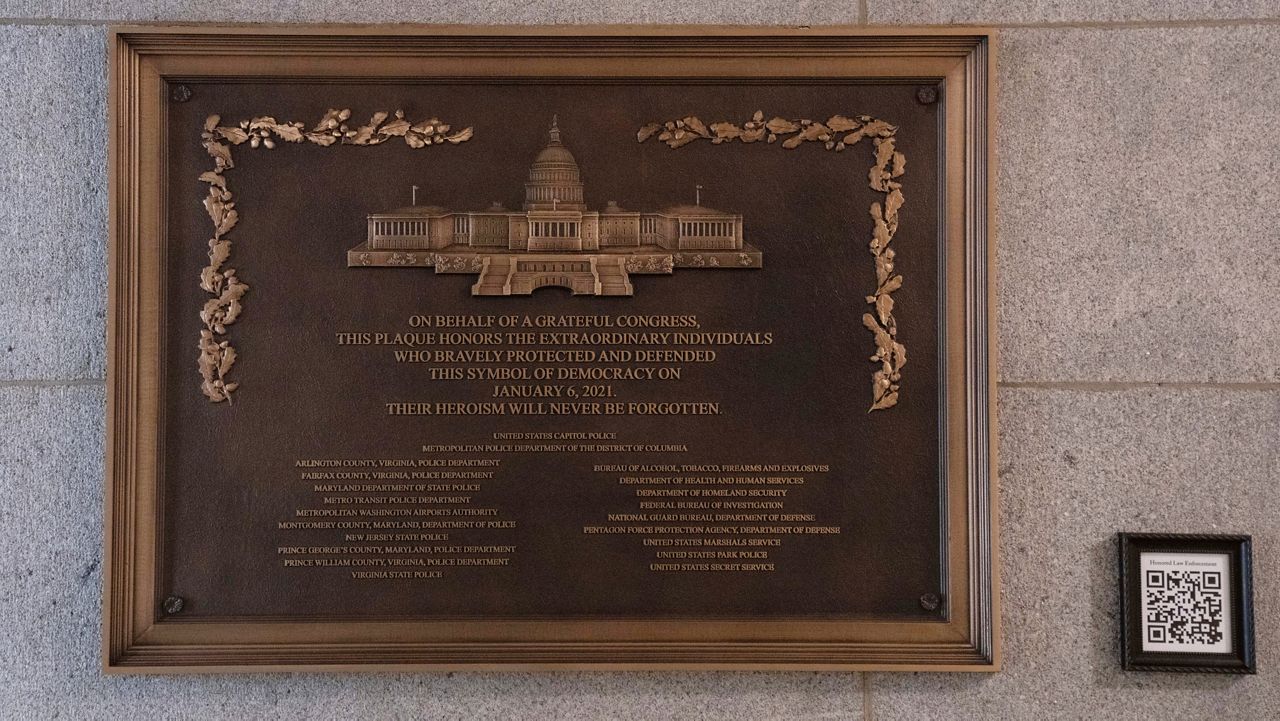 ON BEHALF OF A GRATEFUL CONGRESS,
THIS PLAQUE HONORS THE EXTRAORDINARY INDIVIDUALS
WHO BRAVELY PROTECTED AND DEFENDED
THIS SYMBOL OF DEMOCRACY ON
JANUARY 6, 2021.
THEIR HEROISM WILL NEVER BE FORGOTTEN.
UNITED STATES CAPITOL POLICE
METROPOLITAN POLICE DEPARTMENT OF THE DISTRICT OF COLUMBIA
ARLINGTON COUNTY, VIRGINIA, POLICE DEPARTMENT
FAIRFAX COUNTY, VIRGINIA, POLICE DEPARTMENT
MARYLAND DEPARTMENT OF STATE POLICE
METRO TRANSIT POLICE DEPARTMENT
METROPOLITAN WASHINGTON AIRPORTS AUTHORITY
MONTGOMERY COUNTY, MARYLAND, DEPARTMENT OF POLICE
NEW JERSEY STATE POLICE
PRINCE GEORGE'S COUNTY, MARYLAND, POLICE DEPARTMENT
PRINCE WILLIAM COUNTY, VIRGINIA, POLICE DEPARTMENT
VIRGINIA STATE POLICE
BUREAU OF ALCOHOL, TOBACCO, FIREARMS AND EXPLOSIVES
DEPARTMENT OF HEALTH AND HUMAN SERVICES
DEPARTMENT OF HOMELAND SECURITY
FEDERAL BUREAU OF INVESTIGATION
NATIONAL GUARD BUREAU, DEPARTMENT OF DEFENSE
PENTAGON FORCE PROTECTION AGENCY, DEPARTMENT OF DEFENSE
UNITED STATES MARSHALS SERVICE
UNITED STATES PARK POLICE
UNITED STATES SECRET SERVICE
Honored Law Enforcement